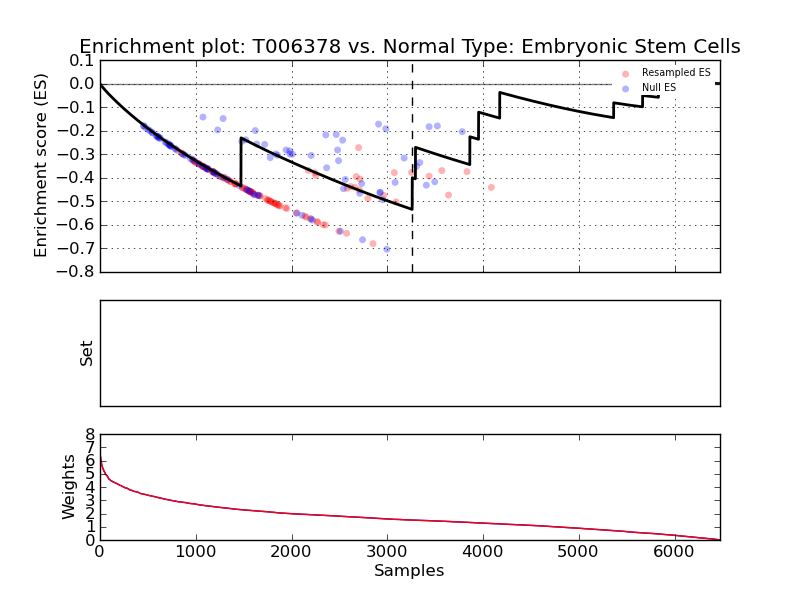 Enrichment plot: T006378 vs. Normal Type: Embryonic Stem Cells
Enrichment score (ES)
0.1
0.0
−0.1
−0.2
−0.3
−0.4
−0.5
−0.6
−0.7
−0.8
Resampled ES
Null ES
Set
Weights
8
7
6
5
4
3
2
1
0
0 1000 2000 3000 4000 5000 6000
Samples